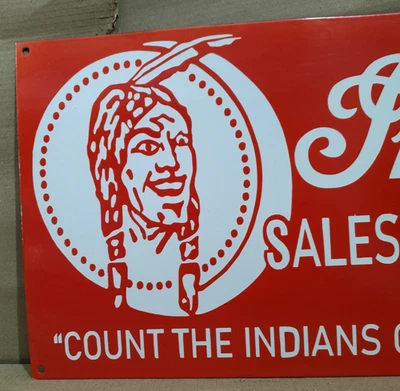 SALES
"COUNT THE INDIANS